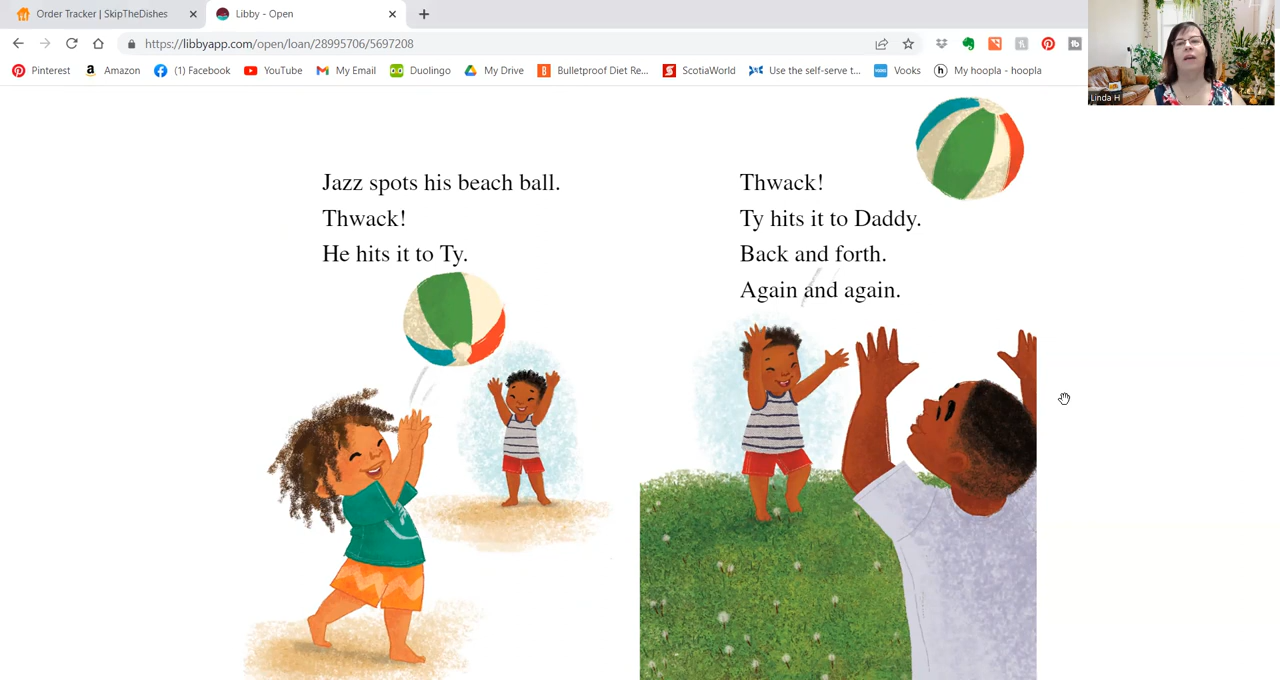 Order Tracker | SkipTheDishes
Libby - Open
https://libbyapp.com/open/loan/28995706/5697208
Pinterest
Amazon
(1) Facebook
YouTube
My Email
Duolingo
My Drive
Bulletproof Diet Re...
ScotiaWorld
Use the self-serve t...
Vooks
My hoopla - hoopla
Linda H
Jazz spots his beach ball.
Thwack!
He hits it to Ty.
Thwack!
Ty hits it to Daddy.
Back and forth.
Again and again.